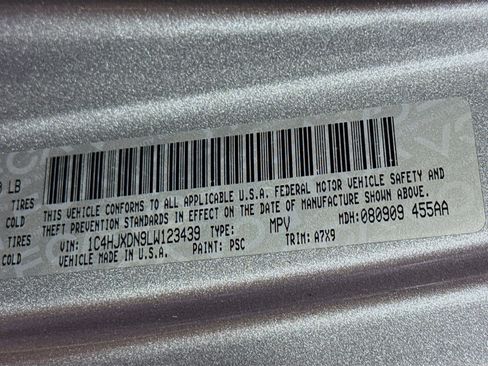 LB
TIRES
COLD
TIRES
COLD
THIS VEHICLE CONFORMS TO ALL APPLICABLE U.S.A. FEDERAL MOTOR VEHICLE SAFETY AND
THEFT PREVENTION STANDARDS IN EFFECT ON THE DATE OF MANUFACTURE SHOWN ABOVE.
VIN: 1C4HJXDN9LW123439 TYPE: MPV MDH: 080909 455AA
VEHICLE MADE IN U.S.A. PAINT: PSC TRIM: A7X9